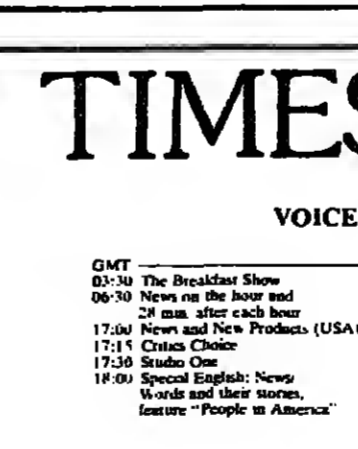 TIMES
VOICE
GMT
03:30 The Breakfast Show
06:30 News on the hour and
28 min. after each hour
17:00 News and New Products (USA
17:15 Critics Choice
17:30 Studio One
18:00 Special English: News/
Words and their stories,
feature "People in America"